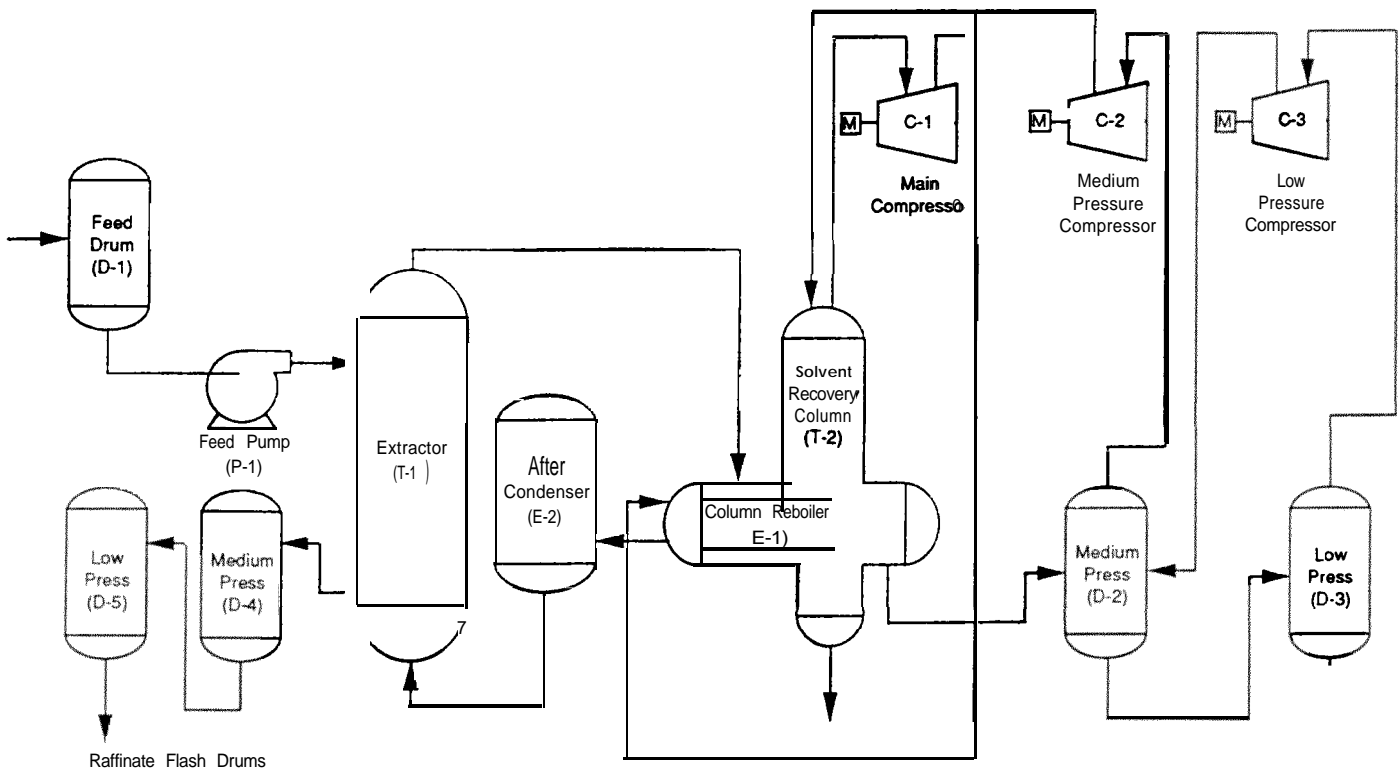 M
C-1
Main
Compresso
M
C-2
Medium
Pressure
Compressor
M
C-3
Low
Pressure
Compressor
Feed
Drum
(D-1)
Feed Pump
(P-1)
Extractor
(T-1 )
7
After
Condenser
(E-2)
Solvent
Recovery
Column
(T-2)
Column Reboiler
E-1)
Low
Press
(D-5)
Medium
Press
(D-4)
Medium
Press
(D-2)
Low
Press
(D-3)
Raffinate Flash Drums